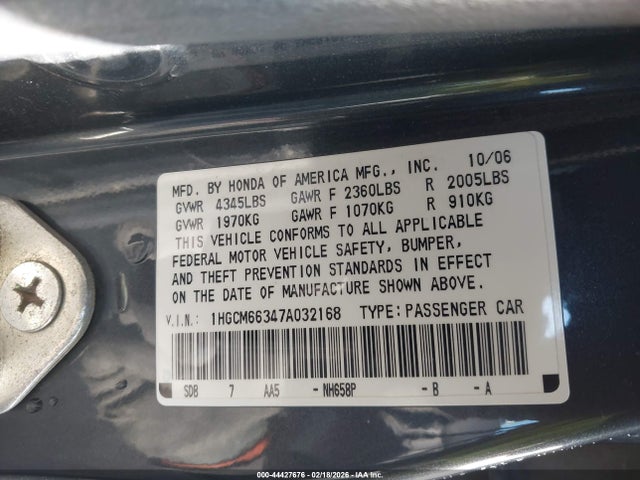 MFD. BY HONDA OF AMERICA MFG., INC. 10/06
GVWR 4345LBS GAWR F 2360LBS R 2005LBS
GVWR 1970KG GAWR F 1070KG R 910KG
THIS VEHICLE CONFORMS TO ALL APPLICABLE
FEDERAL MOTOR VEHICLE SAFETY, BUMPER,
AND THEFT PREVENTION STANDARDS IN EFFECT
ON THE DATE OF MANUFACTURE SHOWN ABOVE.
V.I.N.: 1HGCM66347A032168 TYPE: PASSENGER CAR
SDB 7 AA5 -NH658P -B -A
000-44427676 - 02/18/2026 - IAA Inc.